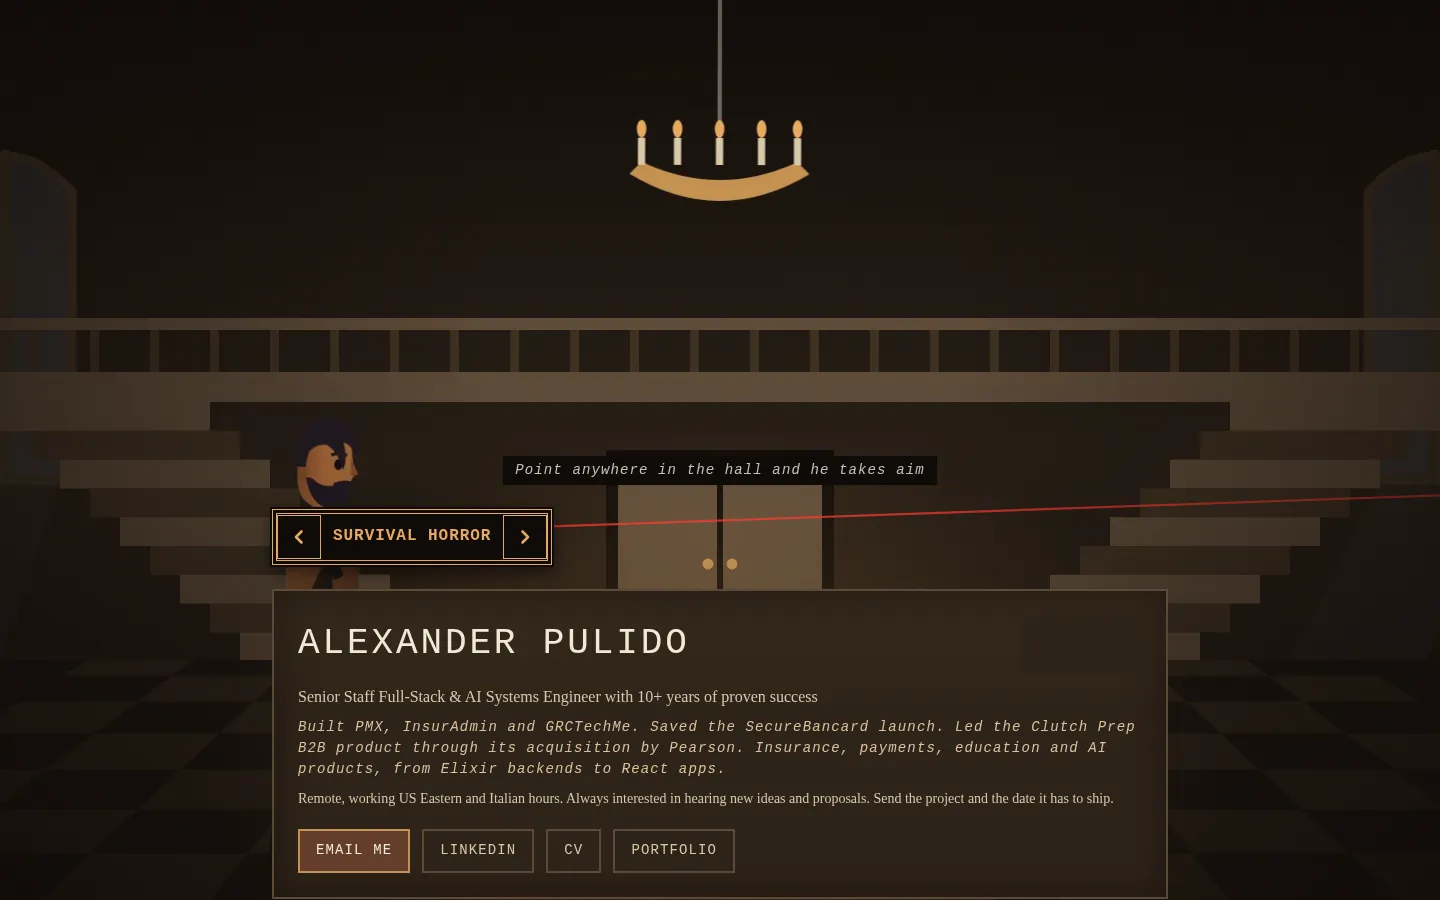 Point anywhere in the hall and he takes aim
SURVIVAL HORROR
ALEXANDER PULIDO
Senior Staff Full-Stack & AI Systems Engineer with 10+ years of proven success
Built PMX, InsurAdmin and GRCTechMe. Saved the SecureBancard launch. Led the Clutch Prep
B2B product through its acquisition by Pearson. Insurance, payments, education and AI
products, from Elixir backends to React apps.
Remote, working US Eastern and Italian hours. Always interested in hearing new ideas and proposals. Send the project and the date it has to ship.
EMAIL ME
LINKEDIN
CV
PORTFOLIO